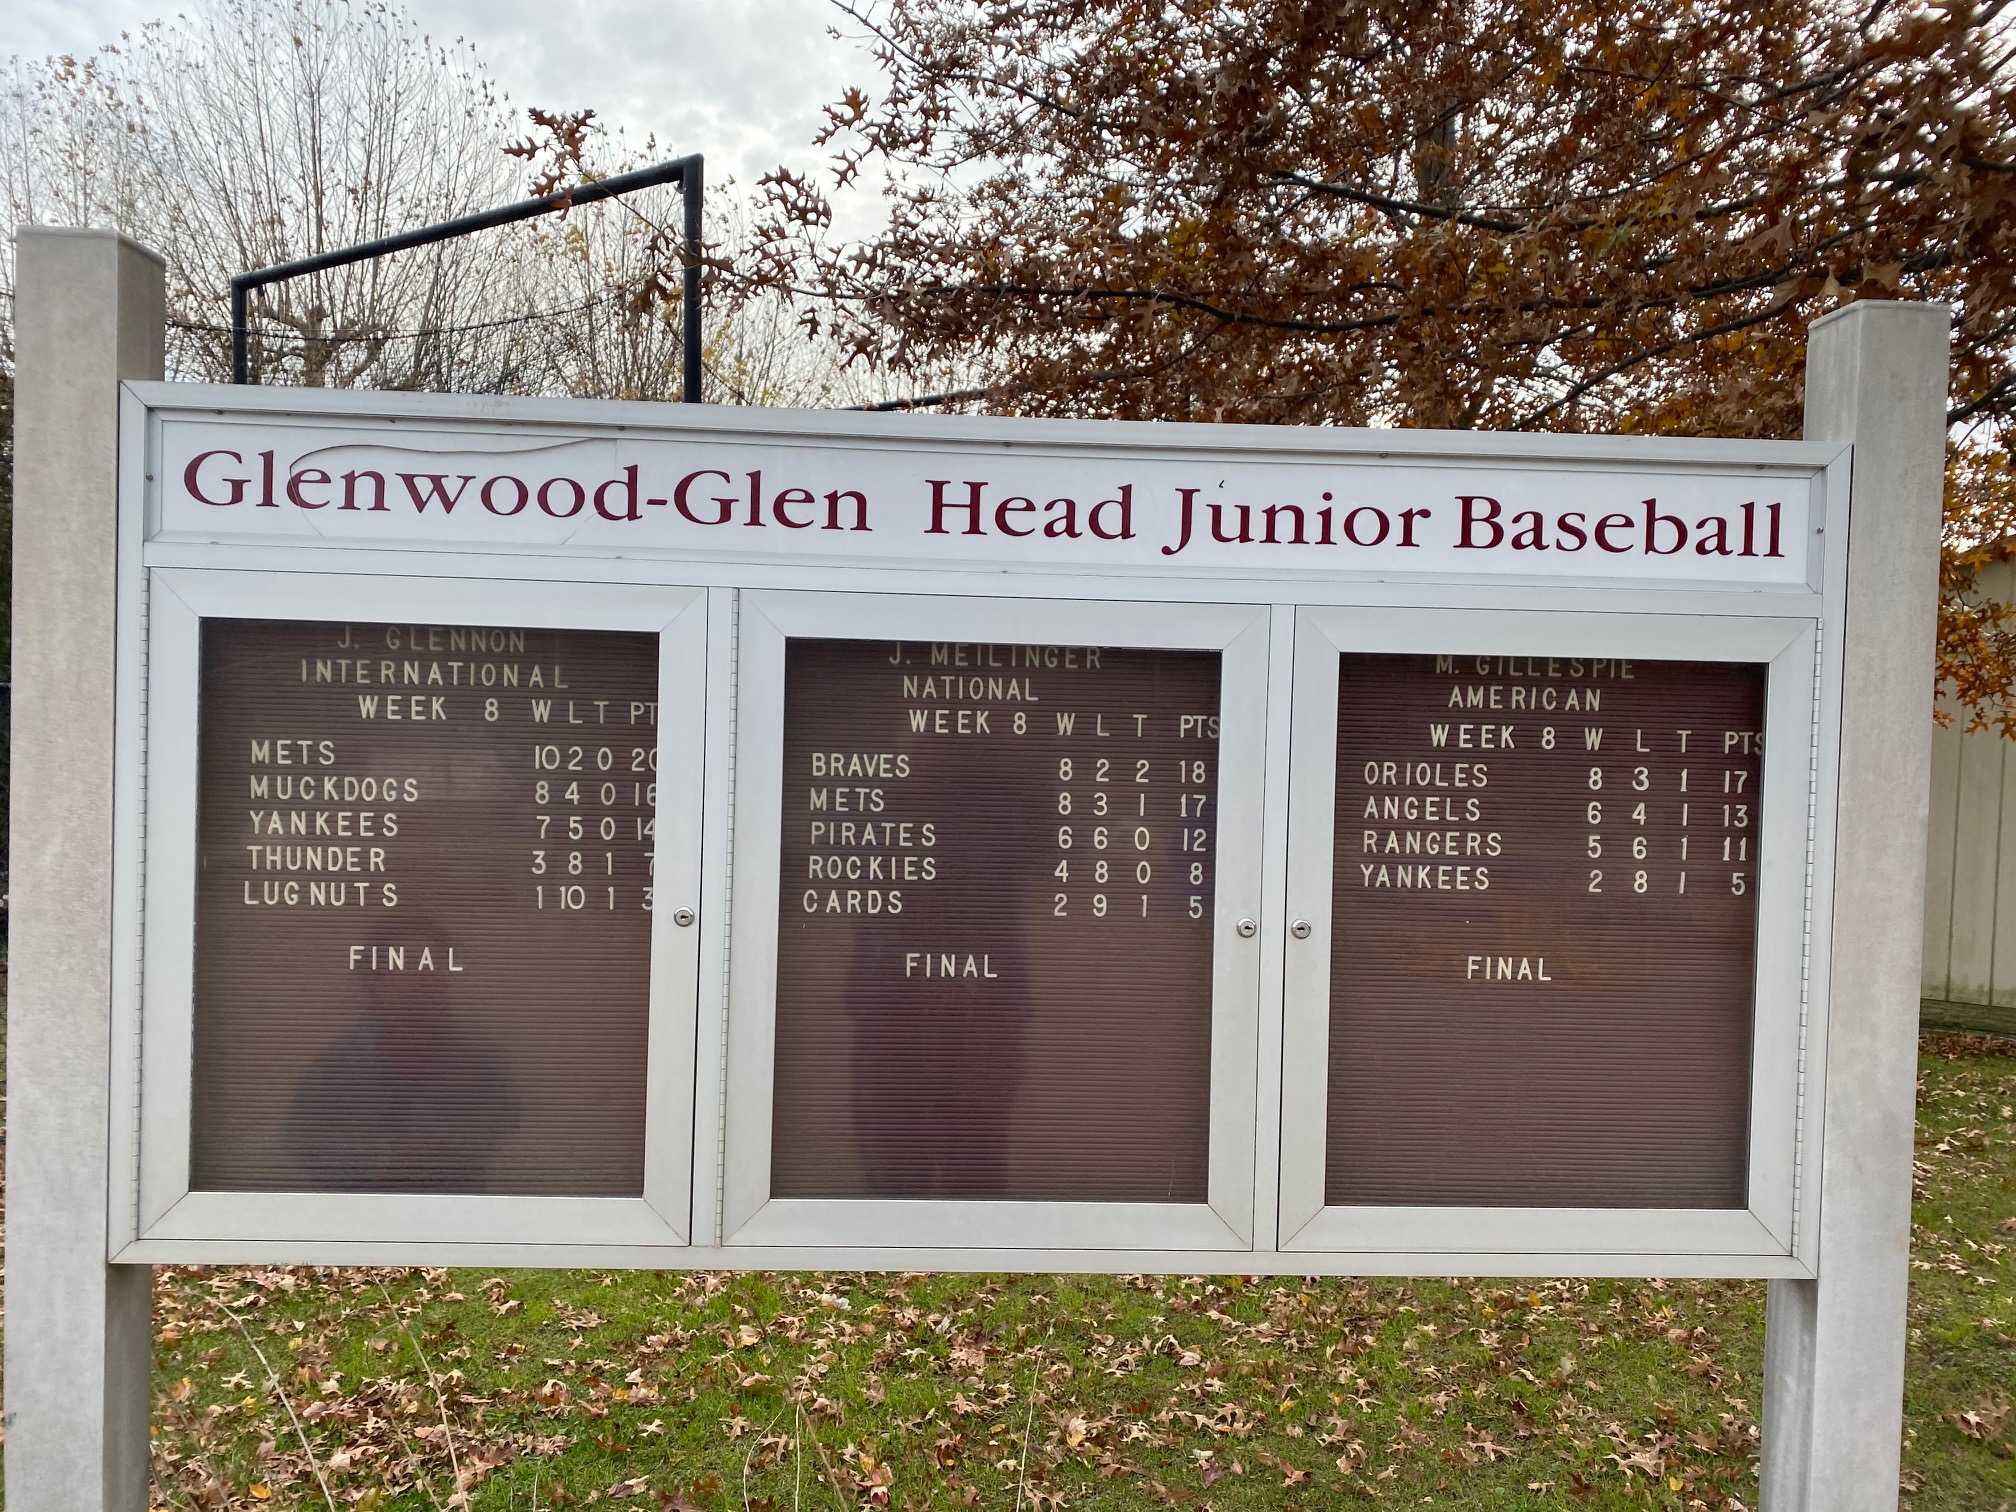 Glenwood-Glen Head Junior Baseball
J. GLENNON
INTERNATIONAL
WEEK 8 W L T PT
METS 10 2 0 20
MUCKDOGS 8 4 0 16
YANKEES 7 5 0 14
THUNDER 3 8 1 7
LUGNUTS 1 10 1 3
FINAL
J. MEILINGER
NATIONAL
WEEK 8 W L T PTS
BRAVES 8 2 2 18
METS 8 3 1 17
PIRATES 6 6 0 12
ROCKIES 4 8 0 8
CARDS 2 9 1 5
FINAL
M. GILLESPIE
AMERICAN
WEEK 8 W L T PTS
ORIOLES 8 3 1 17
ANGELS 6 4 1 13
RANGERS 5 6 1 11
YANKEES 2 8 1 5
FINAL